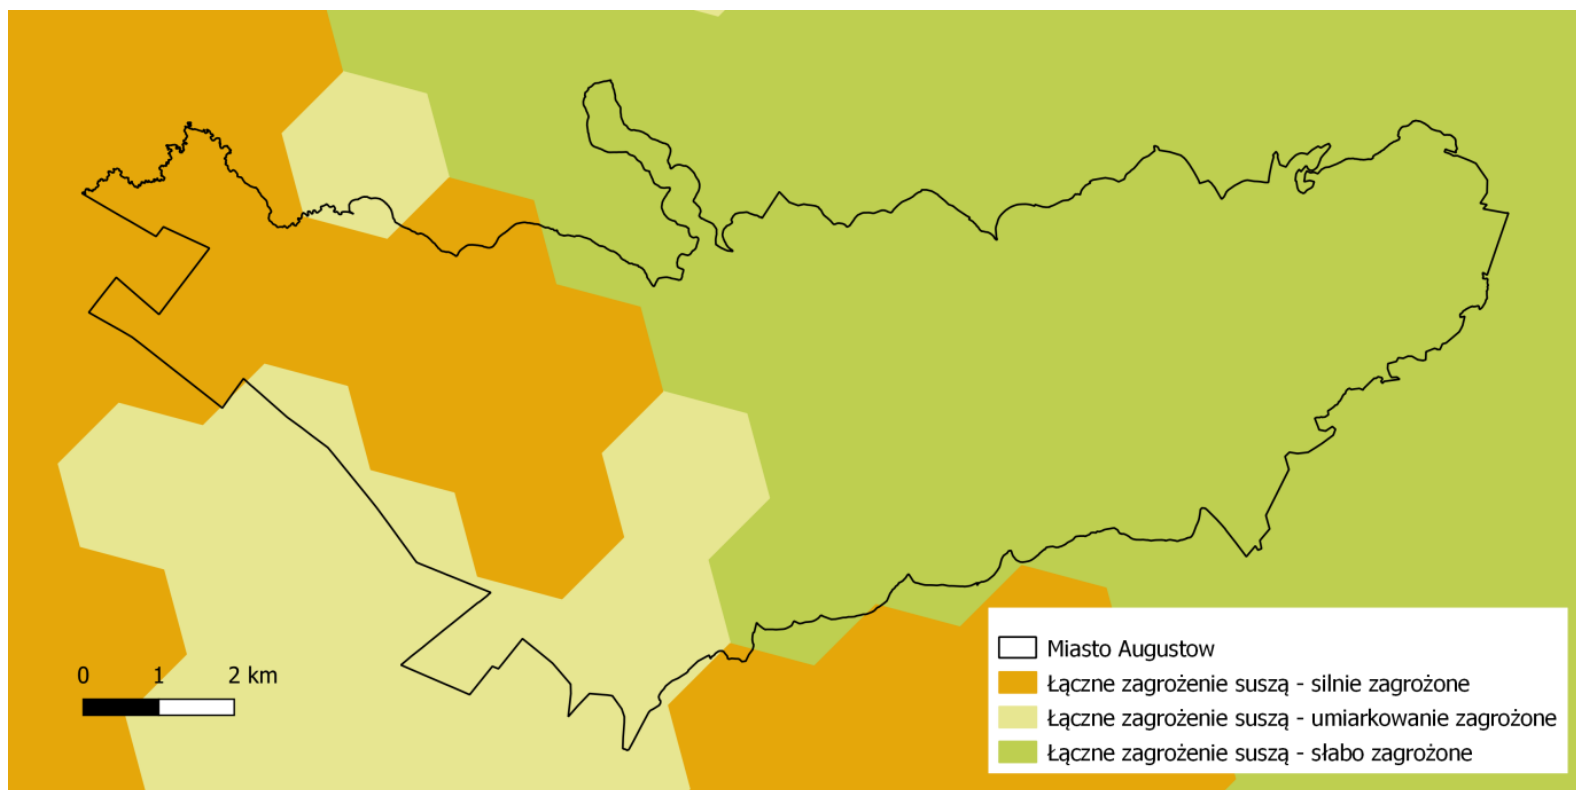 0 1 2 km
Miasto Augustow
Łączne zagrożenie suszą - silnie zagrożone
Łączne zagrożenie suszą - umiarkowanie zagrożone
Łączne zagrożenie suszą - słabo zagrożone